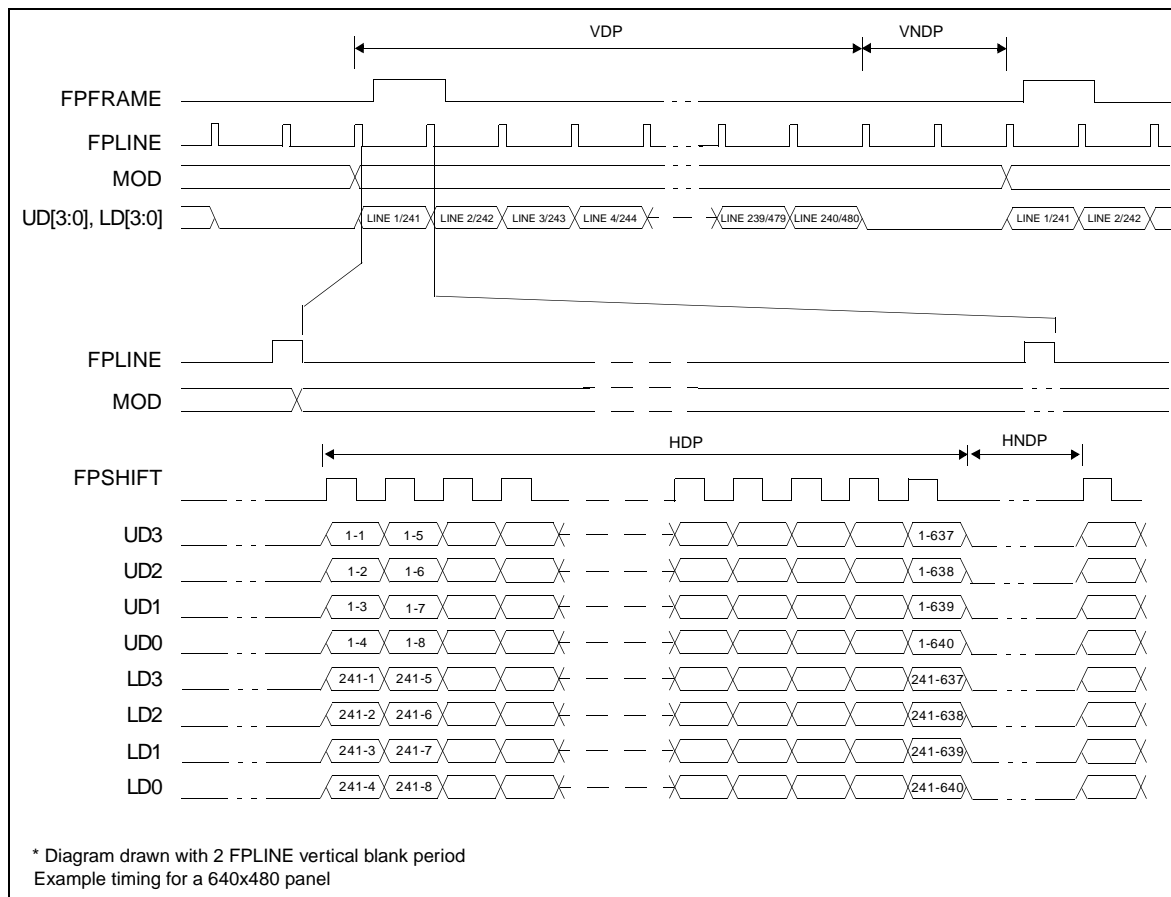 VDP VNDP
FPFRAME
FPLINE
MOD
UD[3:0], LD[3:0] LINE 1/241 LINE 2/242 LINE 3/243 LINE 4/244 LINE 239/479 LINE 240/480 LINE 1/241 LINE 2/242
FPLINE
MOD
HDP HNDP
FPSHIFT
UD3 1-1 1-5 1-637
UD2 1-2 1-6 1-638
UD1 1-3 1-7 1-639
UD0 1-4 1-8 1-640
LD3 241-1 241-5 241-637
LD2 241-2 241-6 241-638
LD1 241-3 241-7 241-639
LD0 241-4 241-8 241-640
* Diagram drawn with 2 FPLINE vertical blank period
Example timing for a 640x480 panel